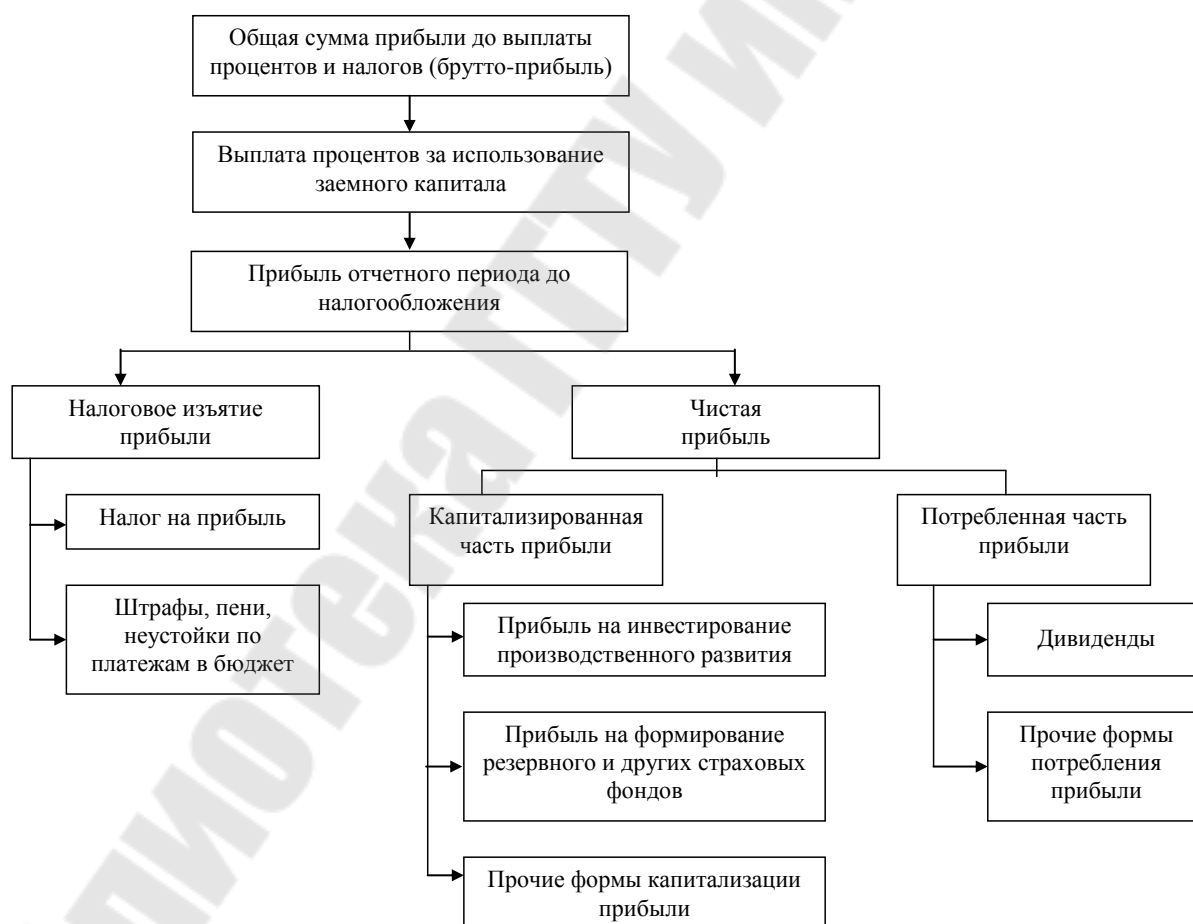 Общая сумма прибыли до выплаты
процентов и налогов (брутто-прибыль)
Выплата процентов за использование
заемного капитала
Прибыль отчетного периода до
налогообложения
Налоговое изъятие
прибыли
Чистая
прибыль
Налог на прибыль
Штрафы, пени,
неустойки по
платежам в бюджет
Капитализированная
часть прибыли
Прибыль на инвестирование
производственного развития
Прибыль на формирование
резервного и других страховых
фондов
Прочие формы капитализации
прибыли
Потребленная часть
прибыли
Дивиденды
Прочие формы
потребления
прибыли